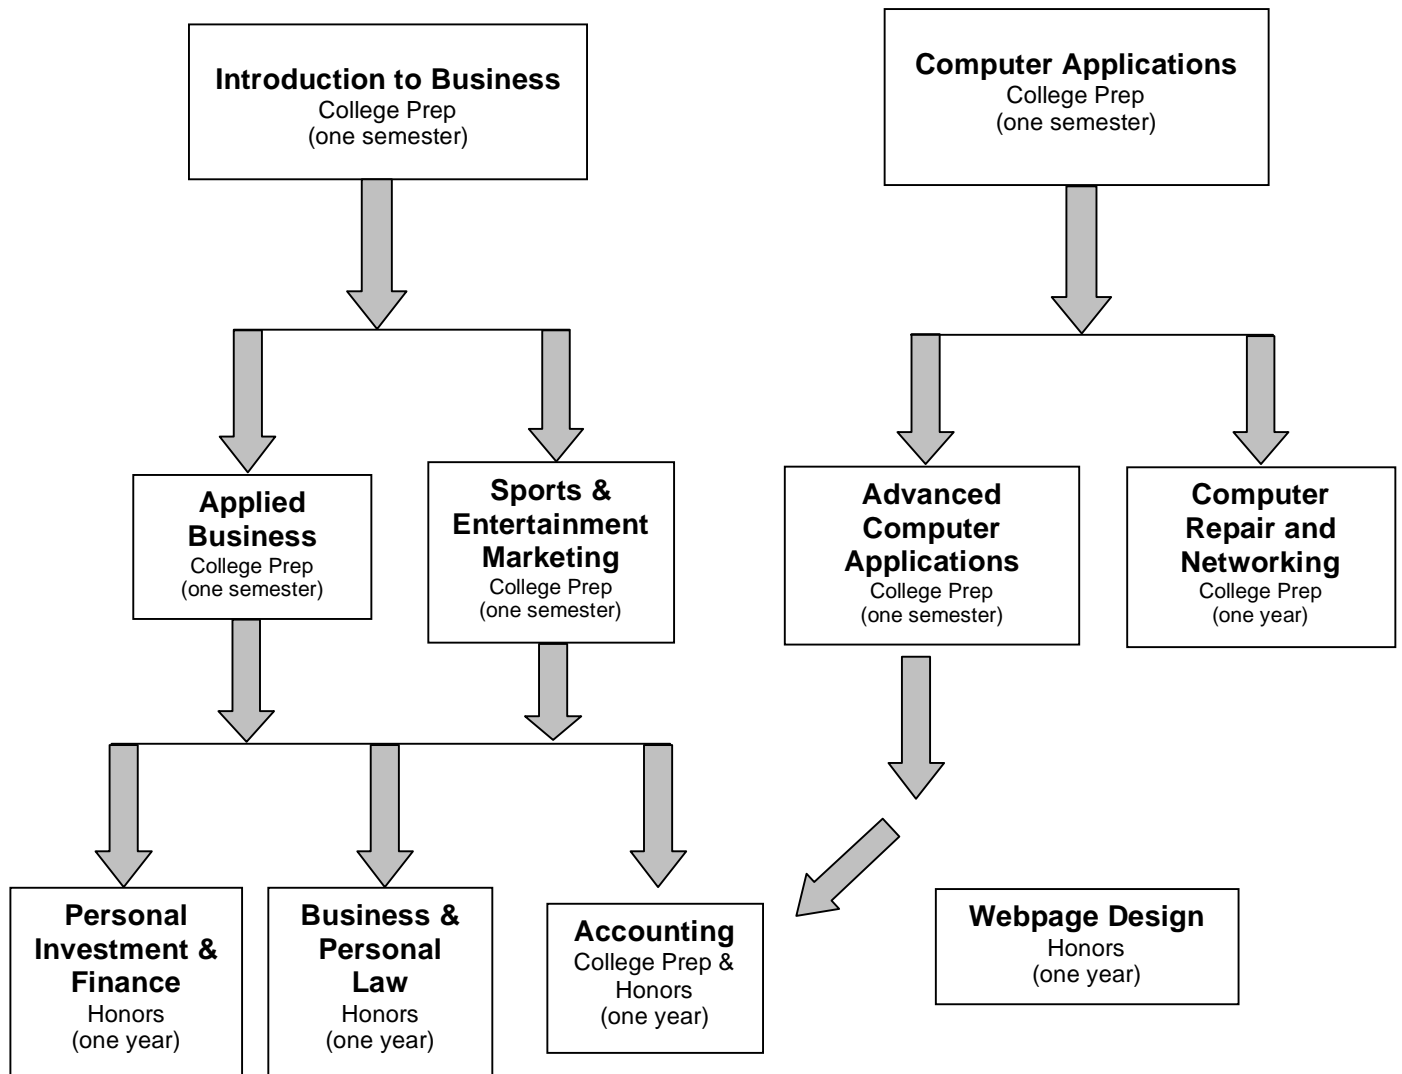 Introduction to Business
College Prep
(one semester)
Computer Applications
College Prep
(one semester)
Applied
Business
College Prep
(one semester)
Sports &
Entertainment
Marketing
College Prep
(one semester)
Advanced
Computer
Applications
College Prep
(one semester)
Computer
Repair and
Networking
College Prep
(one year)
Personal
Investment &
Finance
Honors
(one year)
Business &
Personal
Law
Honors
(one year)
Accounting
College Prep &
Honors
(one year)
Webpage Design
Honors
(one year)